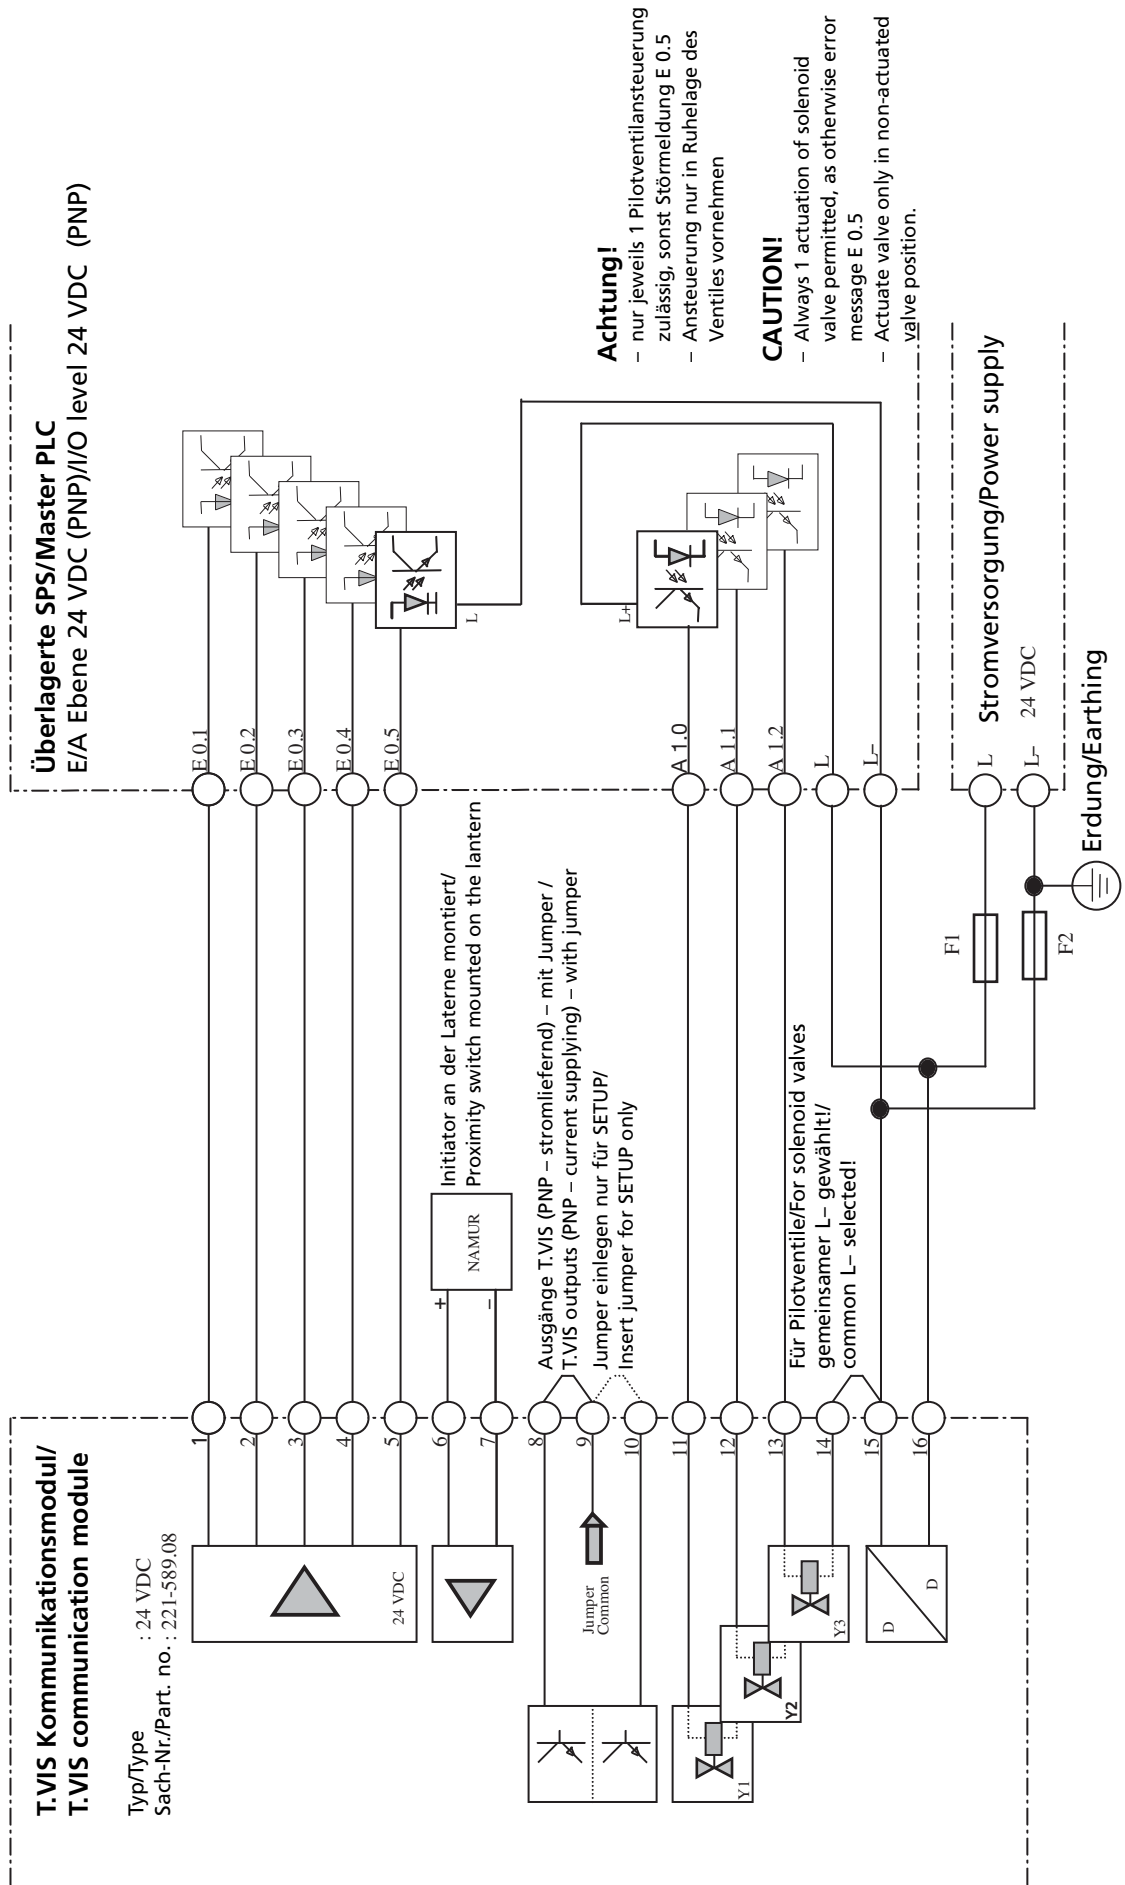 T.VIS Kommunikationsmodul/
T.VIS communication module
Typ/Type : 24 VDC
Sach-Nr./Part. no. : 221-589.08
Überlagerte SPS/Master PLC
E/A Ebene 24 VDC (PNP)/I/O level 24 VDC (PNP)
1
E 0.1
2
E 0.2
3
E 0.3
4
E 0.4
5
E 0.5
24 VDC
L
6
+
7
–
NAMUR
Initiator an der Laterne montiert/
Proximity switch mounted on the lantern
8
9
10
Jumper
Common
Ausgänge T.VIS (PNP – stromliefernd) – mit Jumper /
T.VIS outputs (PNP – current supplying) – with jumper
Jumper einlegen nur für SETUP/
Insert jumper for SETUP only
L+
11
A 1.0
Y1
12
A 1.1
Y2
13
A 1.2
Y3
14
L
15
L–
16
D
D
Für Pilotventile/For solenoid valves
gemeinsamer L– gewählt!/
common L– selected!
Achtung!
– nur jeweils 1 Pilotventilansteuerung
zulässig, sonst Störmeldung E 0.5
– Ansteuerung nur in Ruhelage des
Ventiles vornehmen
CAUTION!
– Always 1 actuation of solenoid
valve permitted, as otherwise error
message E 0.5
– Actuate valve only in non-actuated
valve position.
F1
L
Stromversorgung/Power supply
F2
L–
24 VDC
Erdung/Earthing